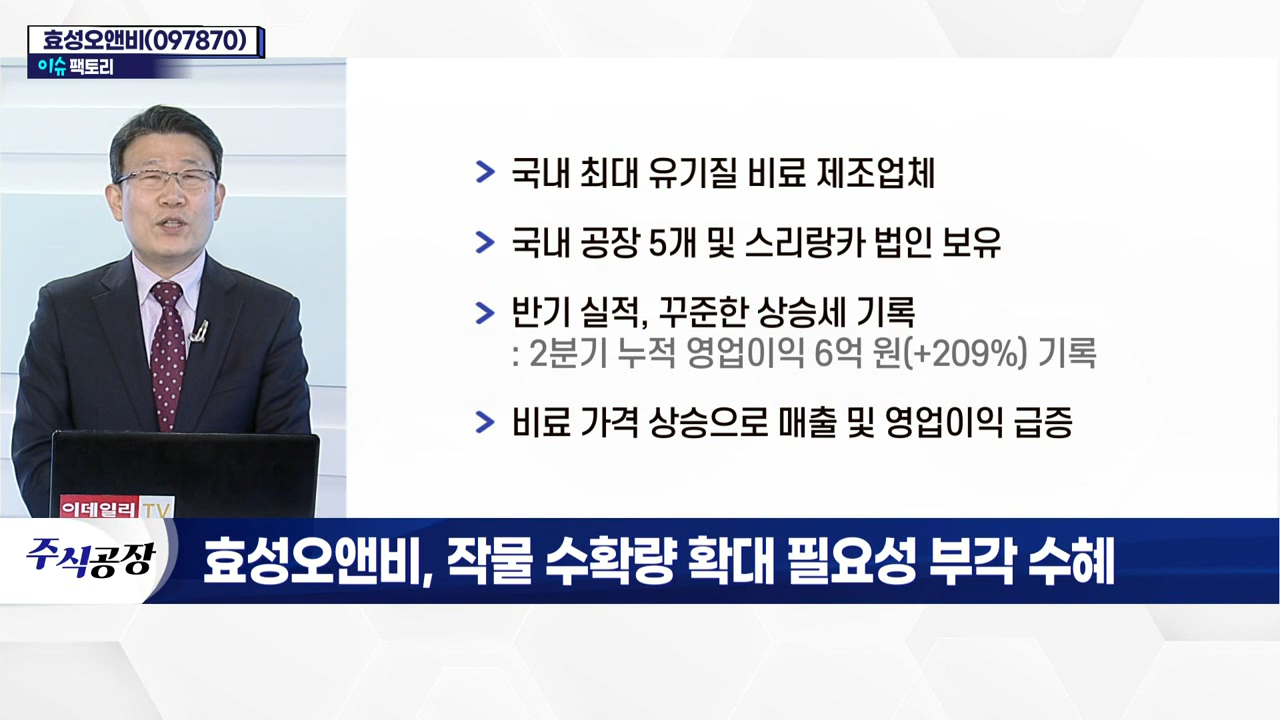 효성오앤비(097870)
이슈 팩토리
> 국내 최대 유기질 비료 제조업체
> 국내 공장 5개 및 스리랑카 법인 보유
> 반기 실적, 꾸준한 상승세 기록
: 2분기 누적 영업이익 6억 원(+209%) 기록
> 비료 가격 상승으로 매출 및 영업이익 급증
이데일리 TV
주식공장
효성오앤비, 작물 수확량 확대 필요성 부각 수혜